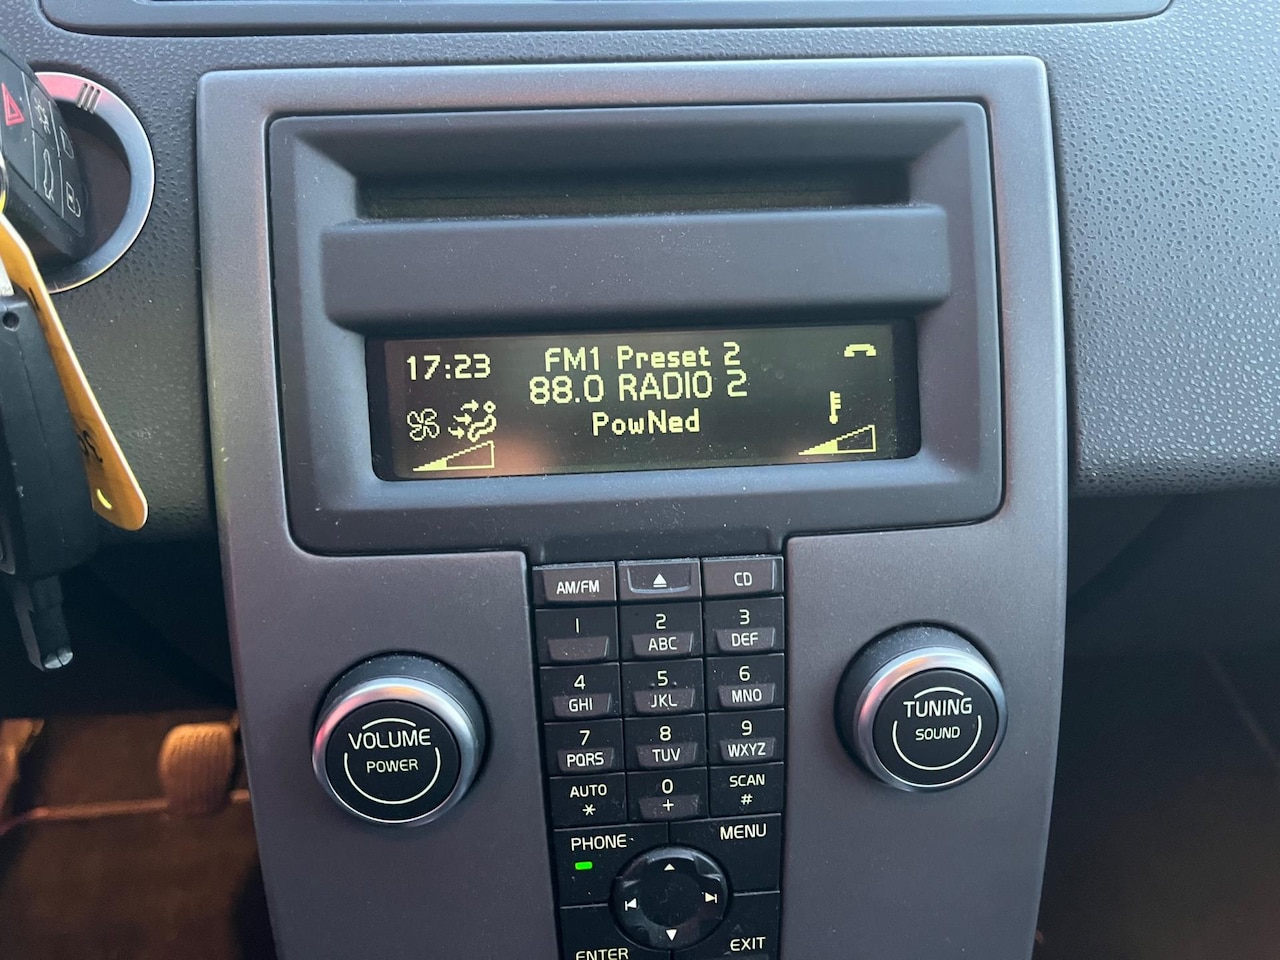 17:23
FM1 Preset 2
88.0 RADIO 2
PowNed
AM/FM
CD
1
2
3
ABC
DEF
4
5
6
GHI
JKL
MNO
7
8
9
PQRS
TUV
WXYZ
AUTO
0
SCAN
*
+
#
VOLUME
POWER
TUNING
SOUND
PHONE
MENU
ENTER
EXIT